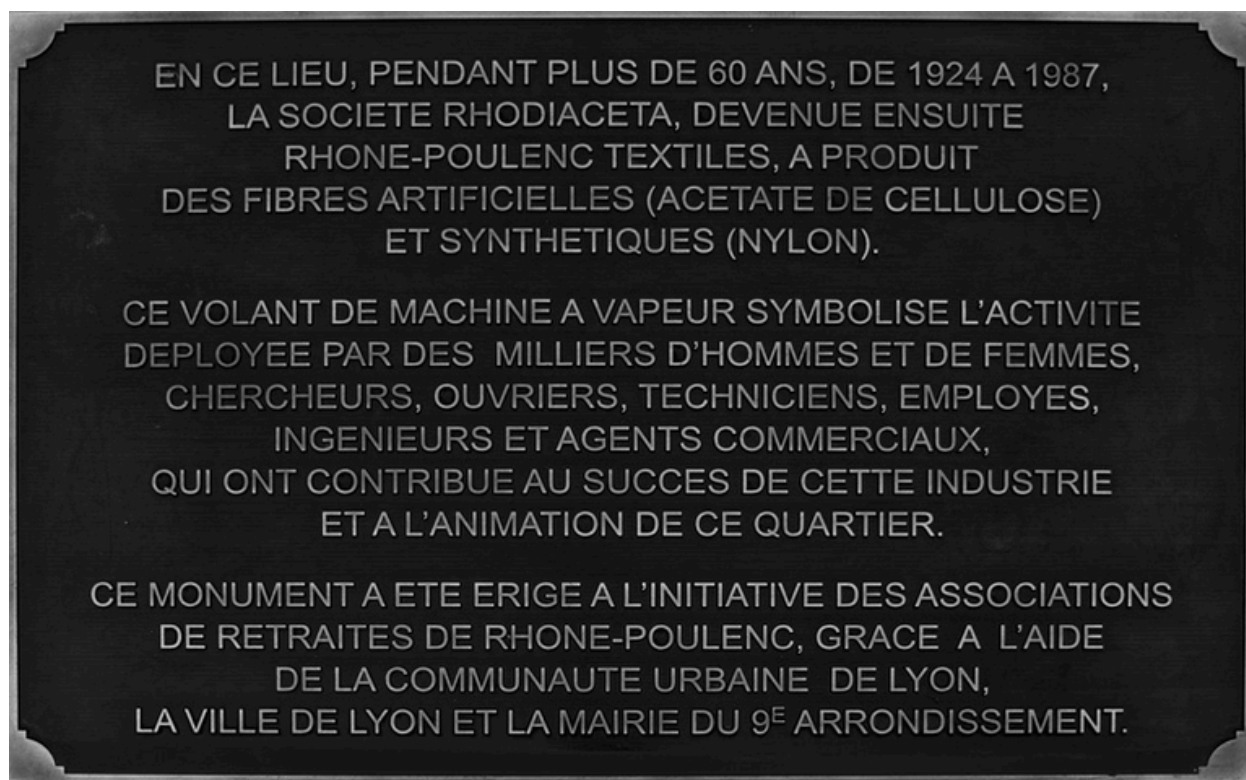 EN CE LIEU, PENDANT PLUS DE 60 ANS, DE 1924 A 1987,
LA SOCIETE RHODIACETA, DEVENUE ENSUITE
RHONE-POULENC TEXTILES, A PRODUIT
DES FIBRES ARTIFICIELLES (ACETATE DE CELLULOSE)
ET SYNTHETIQUES (NYLON).
CE VOLANT DE MACHINE A VAPEUR SYMBOLISE L'ACTIVITE
DEPLOYEE PAR DES MILLIERS D'HOMMES ET DE FEMMES,
CHERCHEURS, OUVRIERS, TECHNICIENS, EMPLOYES,
INGENIEURS ET AGENTS COMMERCIAUX,
QUI ONT CONTRIBUE AU SUCCES DE CETTE INDUSTRIE
ET A L'ANIMATION DE CE QUARTIER.
CE MONUMENT A ETE ERIGE A L'INITIATIVE DES ASSOCIATIONS
DE RETRAITES DE RHONE-POULENC, GRACE A L'AIDE
DE LA COMMUNAUTE URBAINE DE LYON,
LA VILLE DE LYON ET LA MAIRIE DU 9E ARRONDISSEMENT.